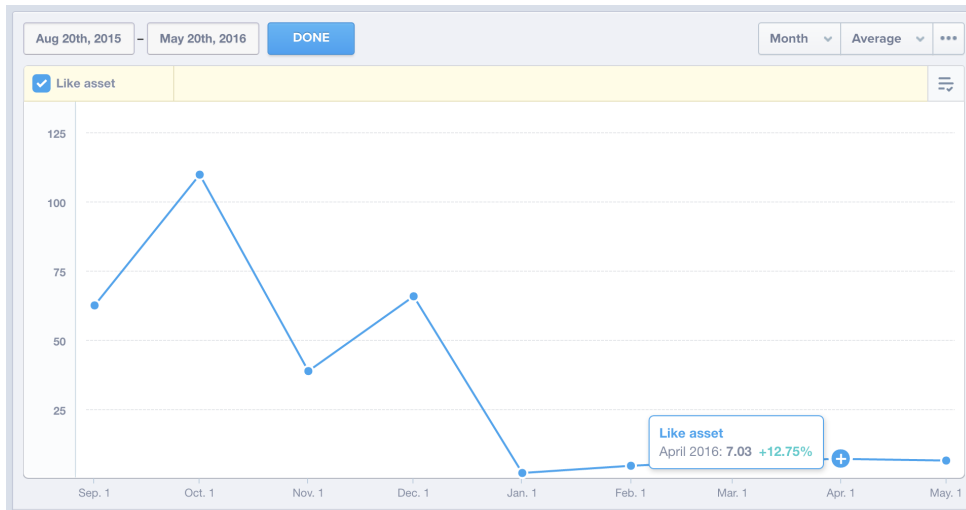 Aug 20th, 2015 – May 20th, 2016 DONE Month Average •••
Like asset
125
100
75
50
25
Like asset
April 2016: 7.03 +12.75%
Sep. 1 Oct. 1 Nov. 1 Dec. 1 Jan. 1 Feb. 1 Mar. 1 Apr. 1 May. 1